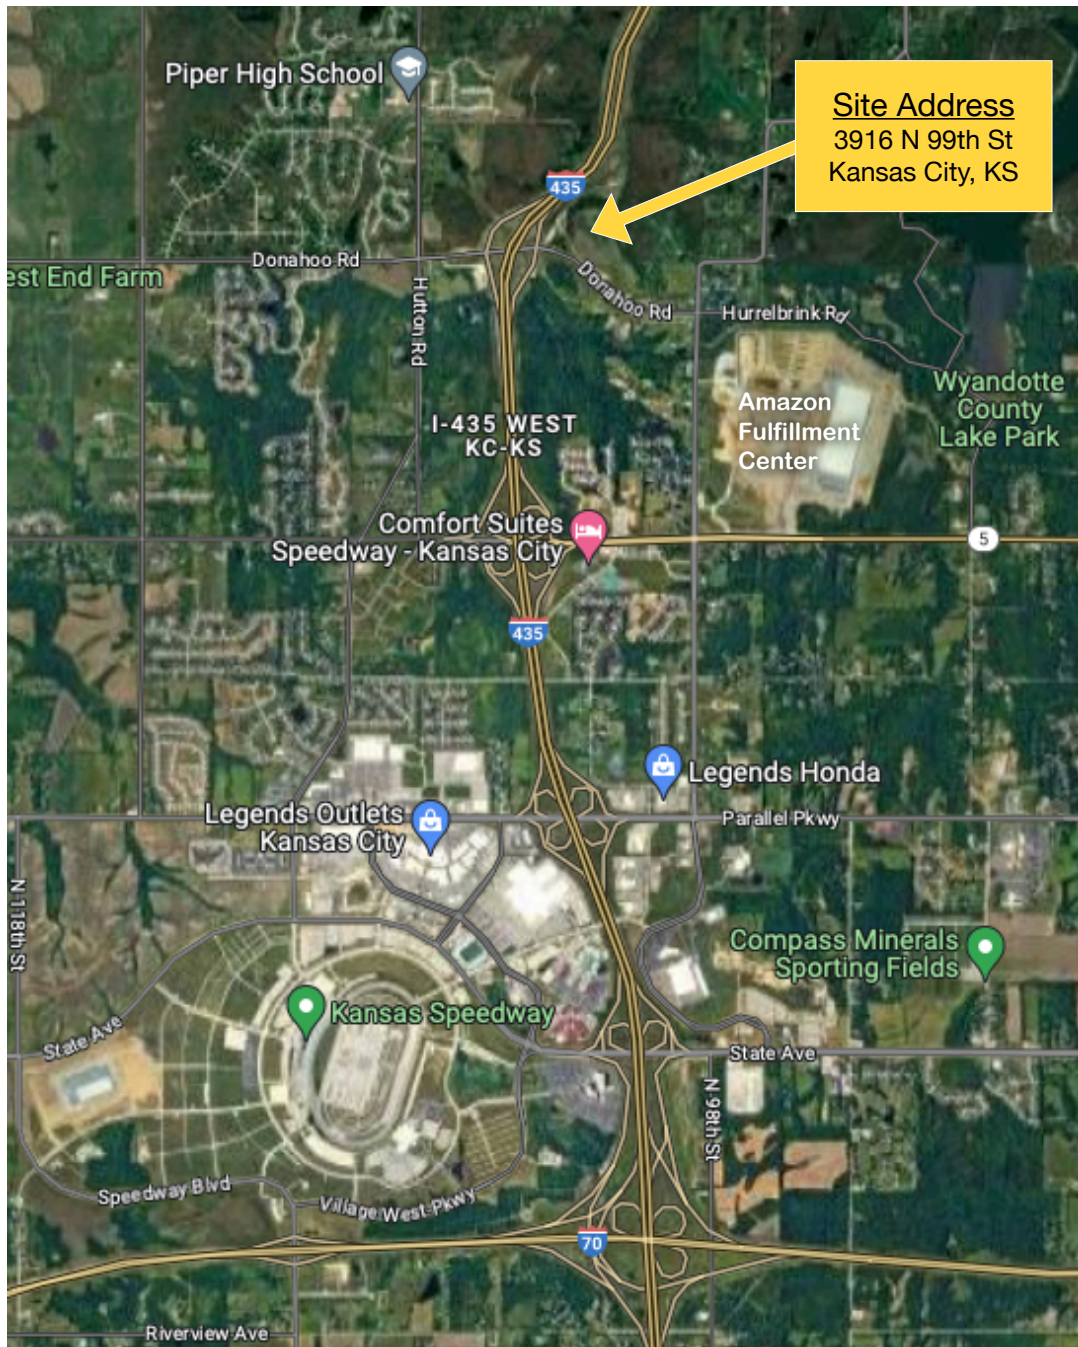 Piper High School
Site Address
3916 N 99th St
Kansas City, KS
435
Donahoo Rd
est End Farm
Hutton Rd
Donahoo Rd
Hurrelbrink Rd
Wyandotte
County
Lake Park
Amazon
Fulfillment
Center
I-435 WEST
KC-KS
Comfort Suites
Speedway - Kansas City
5
435
Legends Honda
Legends Outlets
Kansas City
Parallel Pkwy
N 118th St
Compass Minerals
Sporting Fields
Kansas Speedway
State Ave
State Ave
N 98th St
Speedway Blvd
Village West Pkwy
70
Riverview Ave